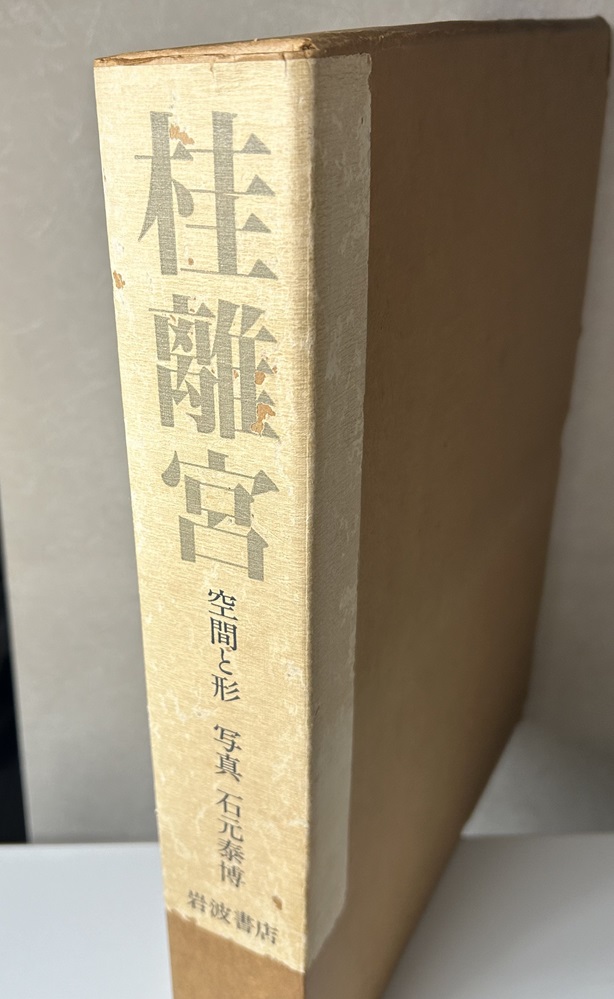 桂離宮
空間と形
写真 石元泰博
岩波書店